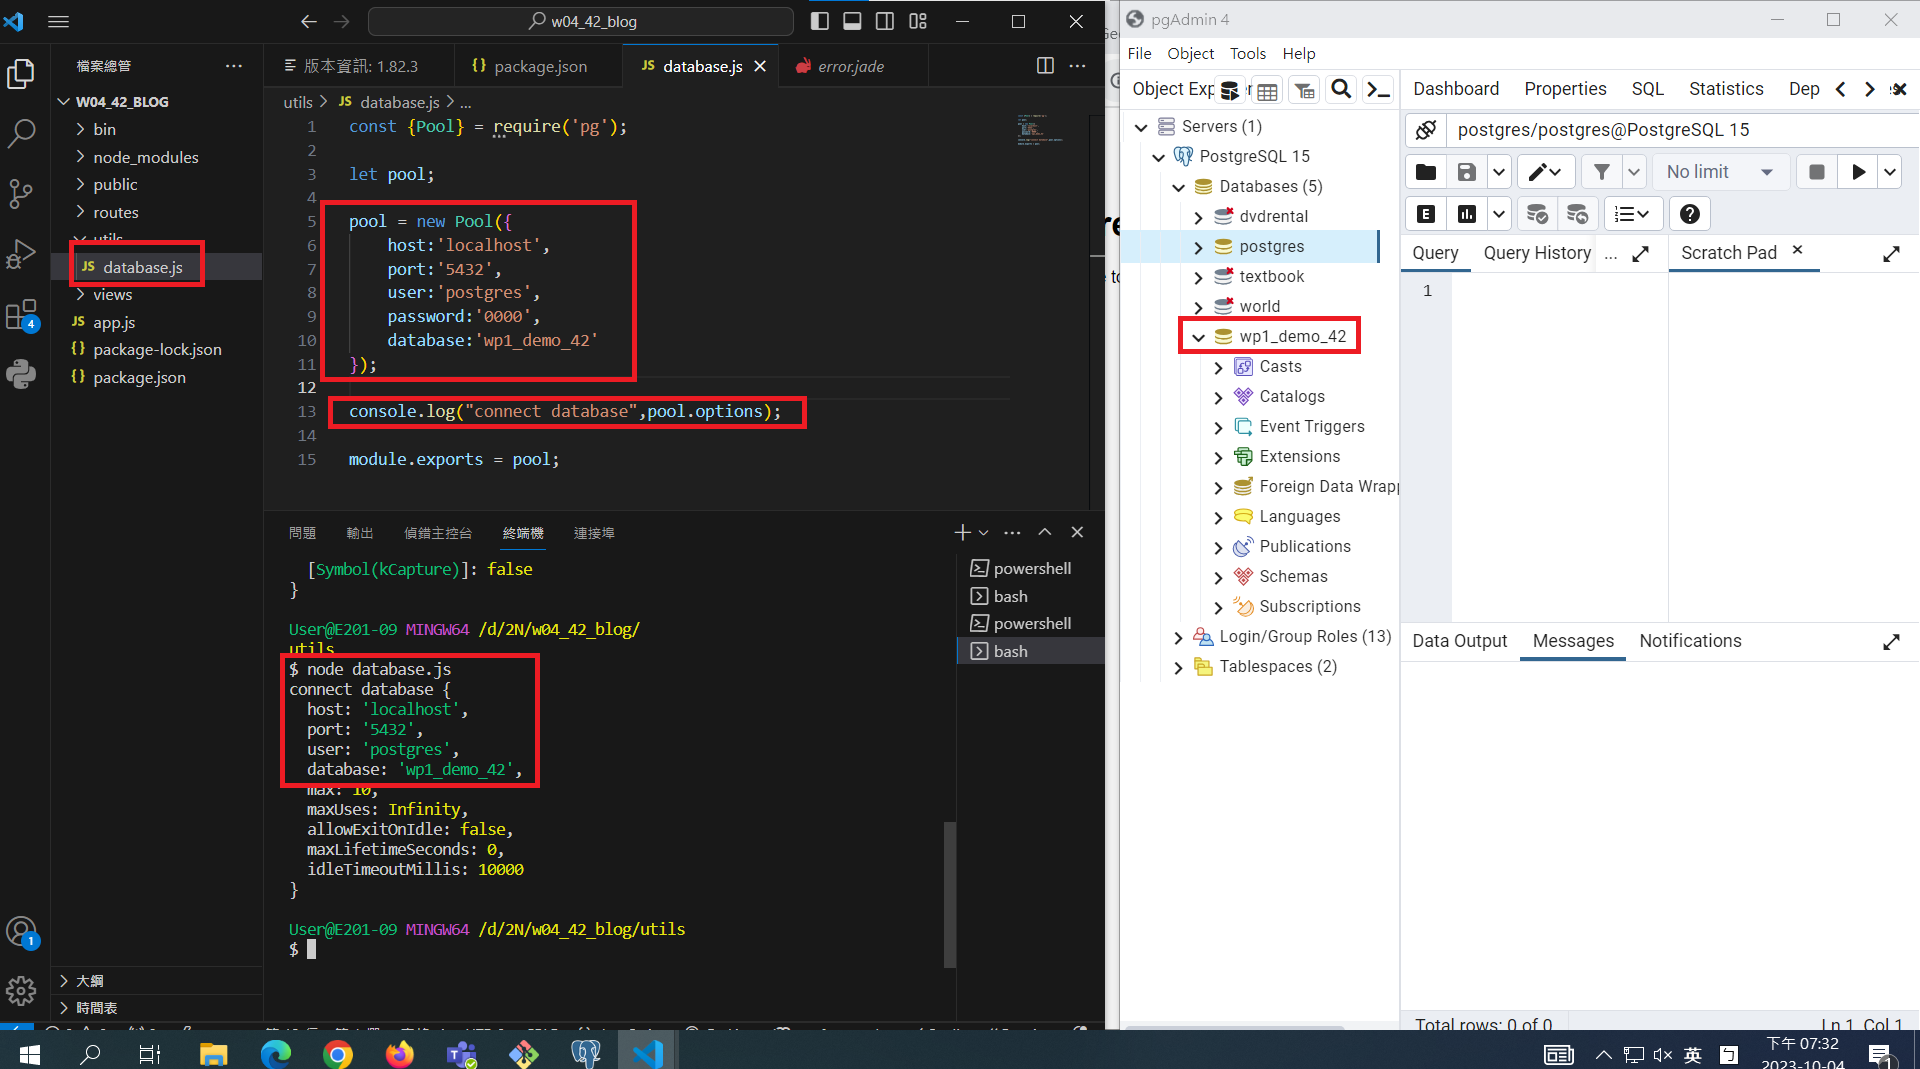 w04_42_blog
檔案總管
W04_42_BLOG
bin
node_modules
public
routes
utils
JS database.js
views
JS app.js
{} package-lock.json
{} package.json
大綱
時間表
4
1
版本資訊: 1.82.3
{} package.json
JS database.js
error.jade
utils > JS database.js > ...
1 const {Pool} = require('pg');
2
3 let pool;
4
5 pool = new Pool({
6 host:'localhost',
7 port:'5432',
8 user:'postgres',
9 password:'0000',
10 database:'wp1_demo_42'
11 });
12
13 console.log("connect database",pool.options);
14
15 module.exports = pool;
問題 輸出 偵錯主控台 終端機 連接埠
[Symbol(kCapture)]: false
}
User@E201-09 MINGW64 /d/2N/w04_42_blog/
utils
$ node database.js
connect database {
host: 'localhost',
port: '5432',
user: 'postgres',
database: 'wp1_demo_42',
max: 10,
maxUses: Infinity,
allowExitOnIdle: false,
maxLifetimeSeconds: 0,
idleTimeoutMillis: 10000
}
User@E201-09 MINGW64 /d/2N/w04_42_blog/utils
$
powershell
bash
powershell
bash
pgAdmin 4
File Object Tools Help
Object Exp
Servers (1)
PostgreSQL 15
Databases (5)
dvdrental
postgres
textbook
world
wp1_demo_42
Casts
Catalogs
Event Triggers
Extensions
Foreign Data Wrapp
Languages
Publications
Schemas
Subscriptions
Login/Group Roles (13)
Tablespaces (2)
Dashboard Properties SQL Statistics Dep
postgres/postgres@PostgreSQL 15
No limit
E
Query Query History ... Scratch Pad
1
Data Output Messages Notifications
Total rows: 0 of 0 Ln 1, Col 1
英
下午 07:32
2023-10-04
1